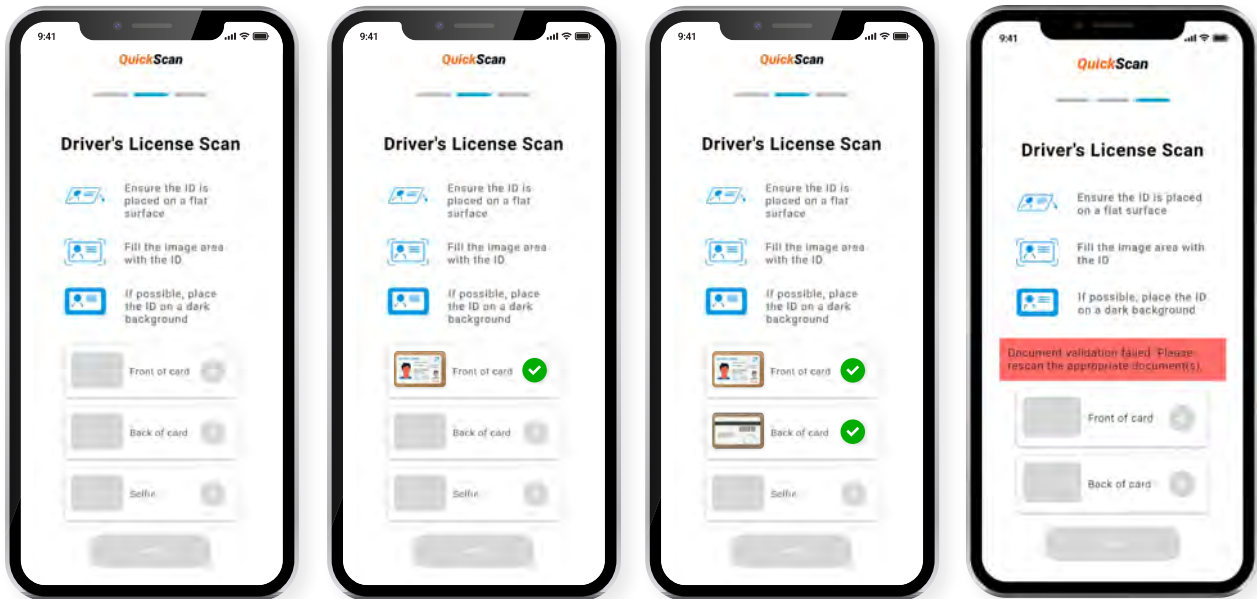 9:41
QuickScan
Driver's License Scan
Ensure the ID is
placed on a flat
surface
Fill the image area
with the ID
If possible, place
the ID on a dark
background
Front of card
Back of card
Selfie
9:41
QuickScan
Driver's License Scan
Ensure the ID is
placed on a flat
surface
Fill the image area
with the ID
If possible, place
the ID on a dark
background
Front of card
Back of card
Selfie
9:41
QuickScan
Driver's License Scan
Ensure the ID is
placed on a flat
surface
Fill the image area
with the ID
If possible, place
the ID on a dark
background
Front of card
Back of card
Selfie
9:41
QuickScan
Driver's License Scan
Ensure the ID is placed
on a flat surface
Fill the image area with
the ID
If possible, place the ID
on a dark background
Document validation failed. Please
rescan the appropriate document(s).
Front of card
Back of card